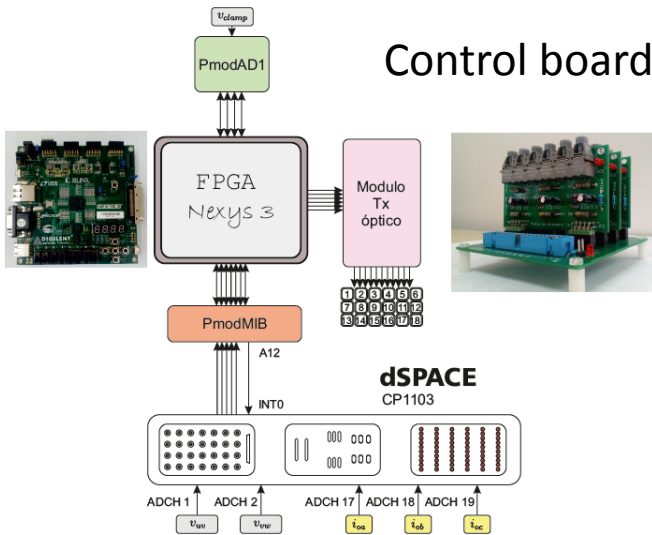 v_clamp
PmodAD1
Control board
FPGA
Nexys 3
Modulo
Tx
óptico
XILINX
DIGILENT
1 2 3 4 5 6
7 8 9 10 11 12
13 14 15 16 17 18
PmodMIB
A12
INT0
dSPACE
CP1103
ADCH 1
ADCH 2
ADCH 17
ADCH 18
ADCH 19
v_uv
v_vw
i_oa
i_ob
i_oc